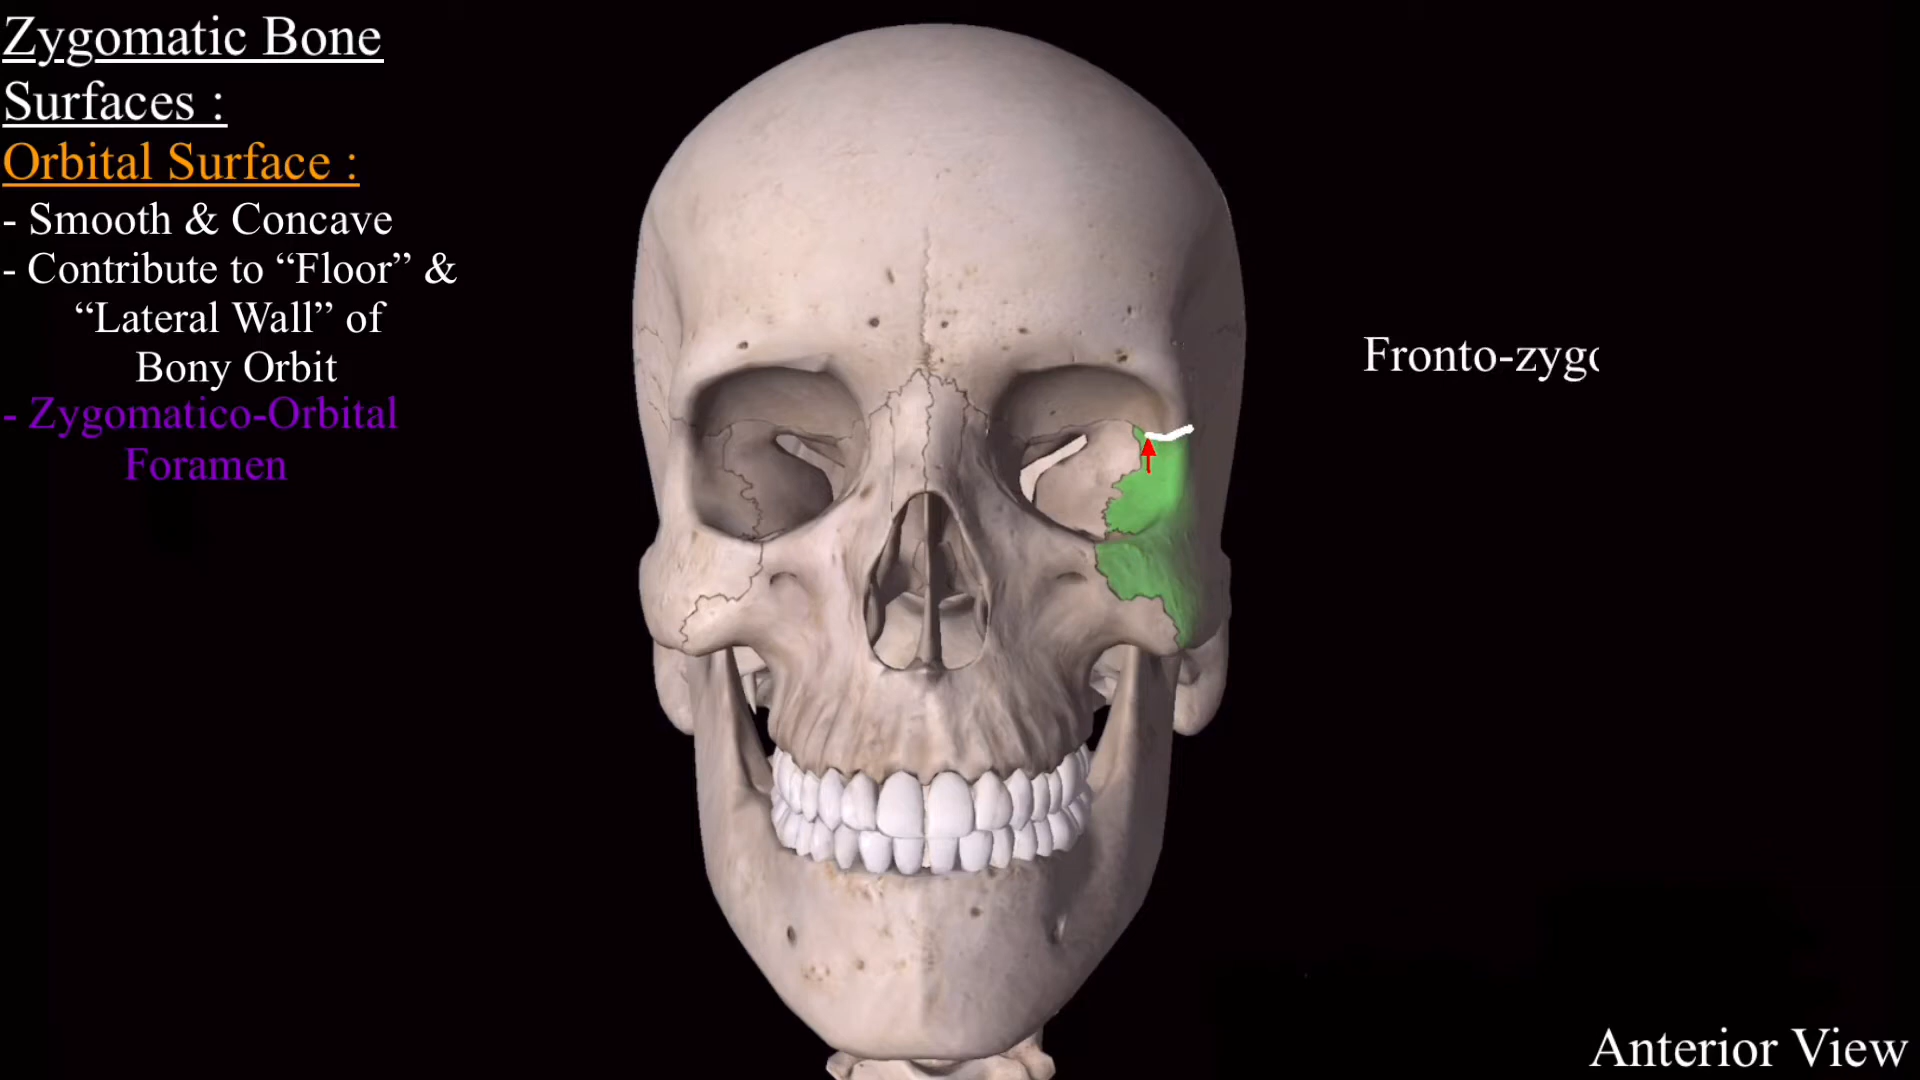 Zygomatic Bone
Surfaces :
Orbital Surface :
- Smooth & Concave
- Contribute to “Floor” &
“Lateral Wall” of
Bony Orbit
- Zygomatico-Orbital
Foramen
Fronto-zygo
Anterior View